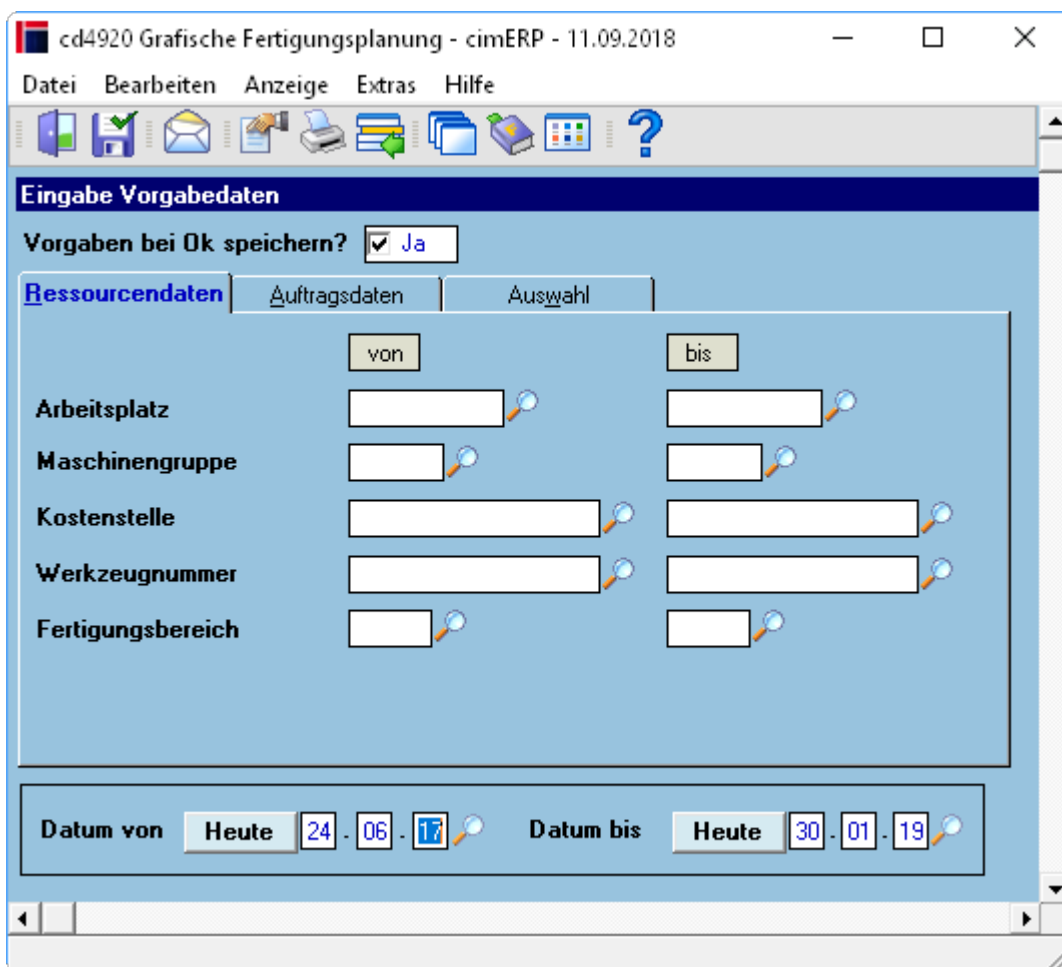 cd4920 Grafische Fertigungsplanung - cimERP - 11.09.2018
Datei Bearbeiten Anzeige Extras Hilfe
Eingabe Vorgabedaten
Vorgaben bei Ok speichern? Ja
Ressourcendaten Auftragsdaten Auswahl
von bis
Arbeitsplatz
Maschinengruppe
Kostenstelle
Werkzeugnummer
Fertigungsbereich
Datum von Heute 24 . 06 . 17 Datum bis Heute 30 . 01 . 19